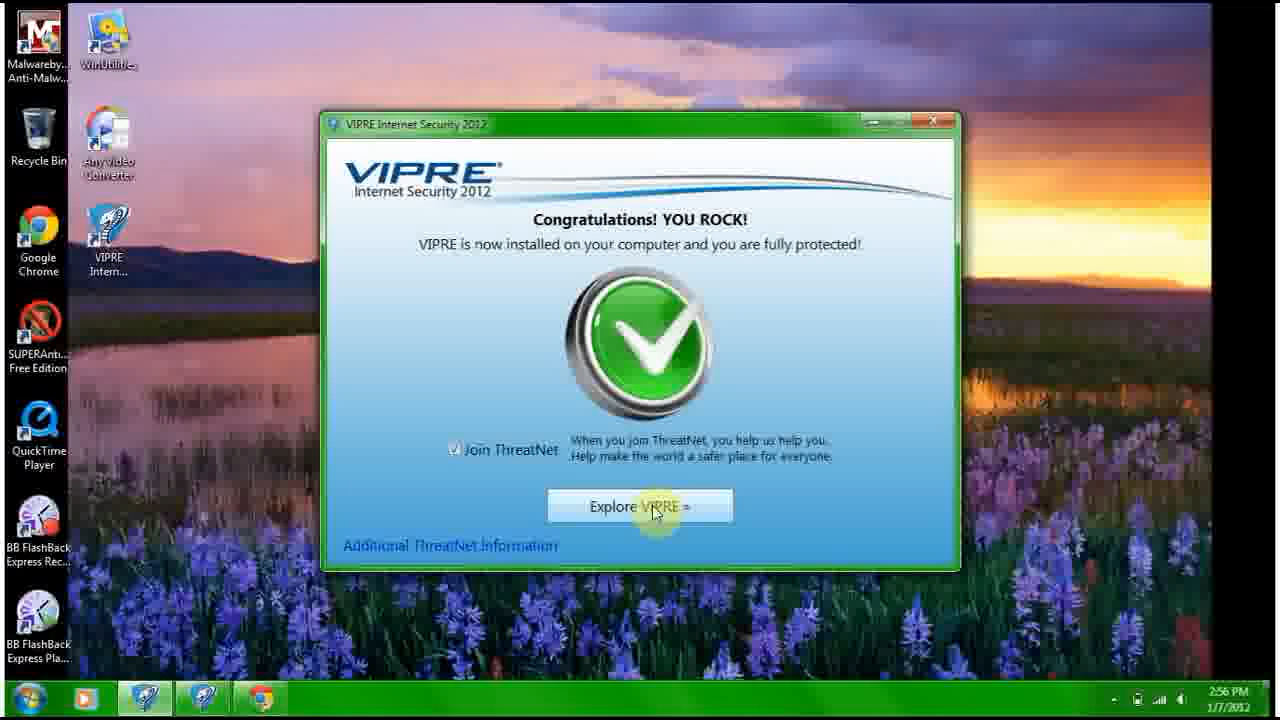 Malwareby...
Anti-Malw...
WinUtilitie...
Recycle Bin
Any Video
Converte...
Google
Chrome
VIPRE
Intern...
SUPERAnti...
Free Edition
QuickTime
Player
BB FlashBack
Express Rec...
BB FlashBack
Express Pla...
VIPRE Internet Security 2012
VIPRE®
Internet Security 2012
Congratulations! YOU ROCK!
VIPRE is now installed on your computer and you are fully protected!
Join ThreatNet
When you join ThreatNet, you help us help you.
Help make the world a safer place for everyone.
Explore VIPRE »
Additional ThreatNet Information
2:56 PM
1/7/2012